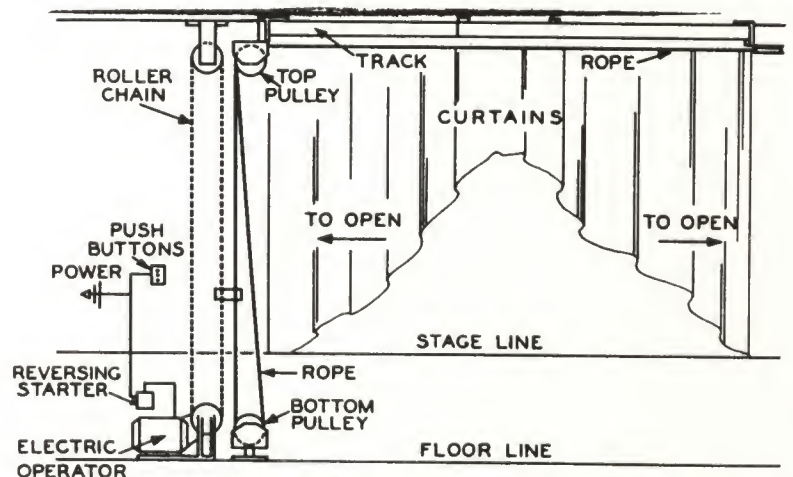 ROLLER
CHAIN
TOP
PULLEY
TRACK
ROPE
CURTAINS
TO OPEN
TO OPEN
PUSH
BUTTONS
POWER
STAGE LINE
REVERSING
STARTER
ROPE
BOTTOM
PULLEY
ELECTRIC
OPERATOR
FLOOR LINE